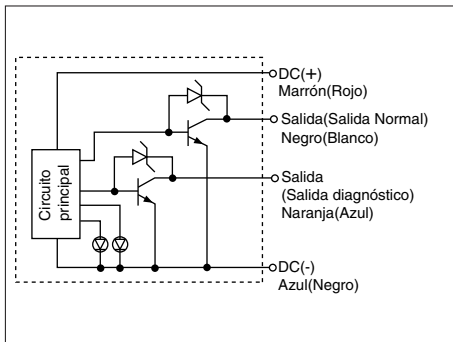 DC(+)
Marrón(Rojo)
Salida(Salida Normal)
Negro(Blanco)
Salida
(Salida diagnóstico)
Naranja(Azul)
Circuito
principal
DC(-)
Azul(Negro)